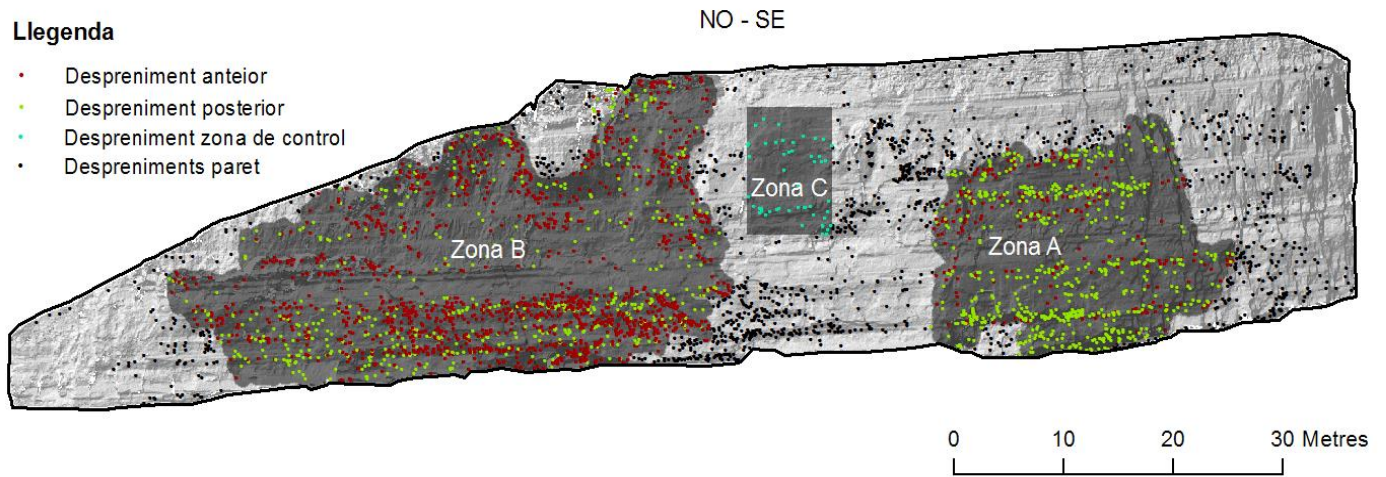 NO - SE
Llegenda
Despreniment anteior
Despreniment posterior
Despreniment zona de control
Despreniments paret
Zona C
Zona B
Zona A
0 10 20 30 Metres